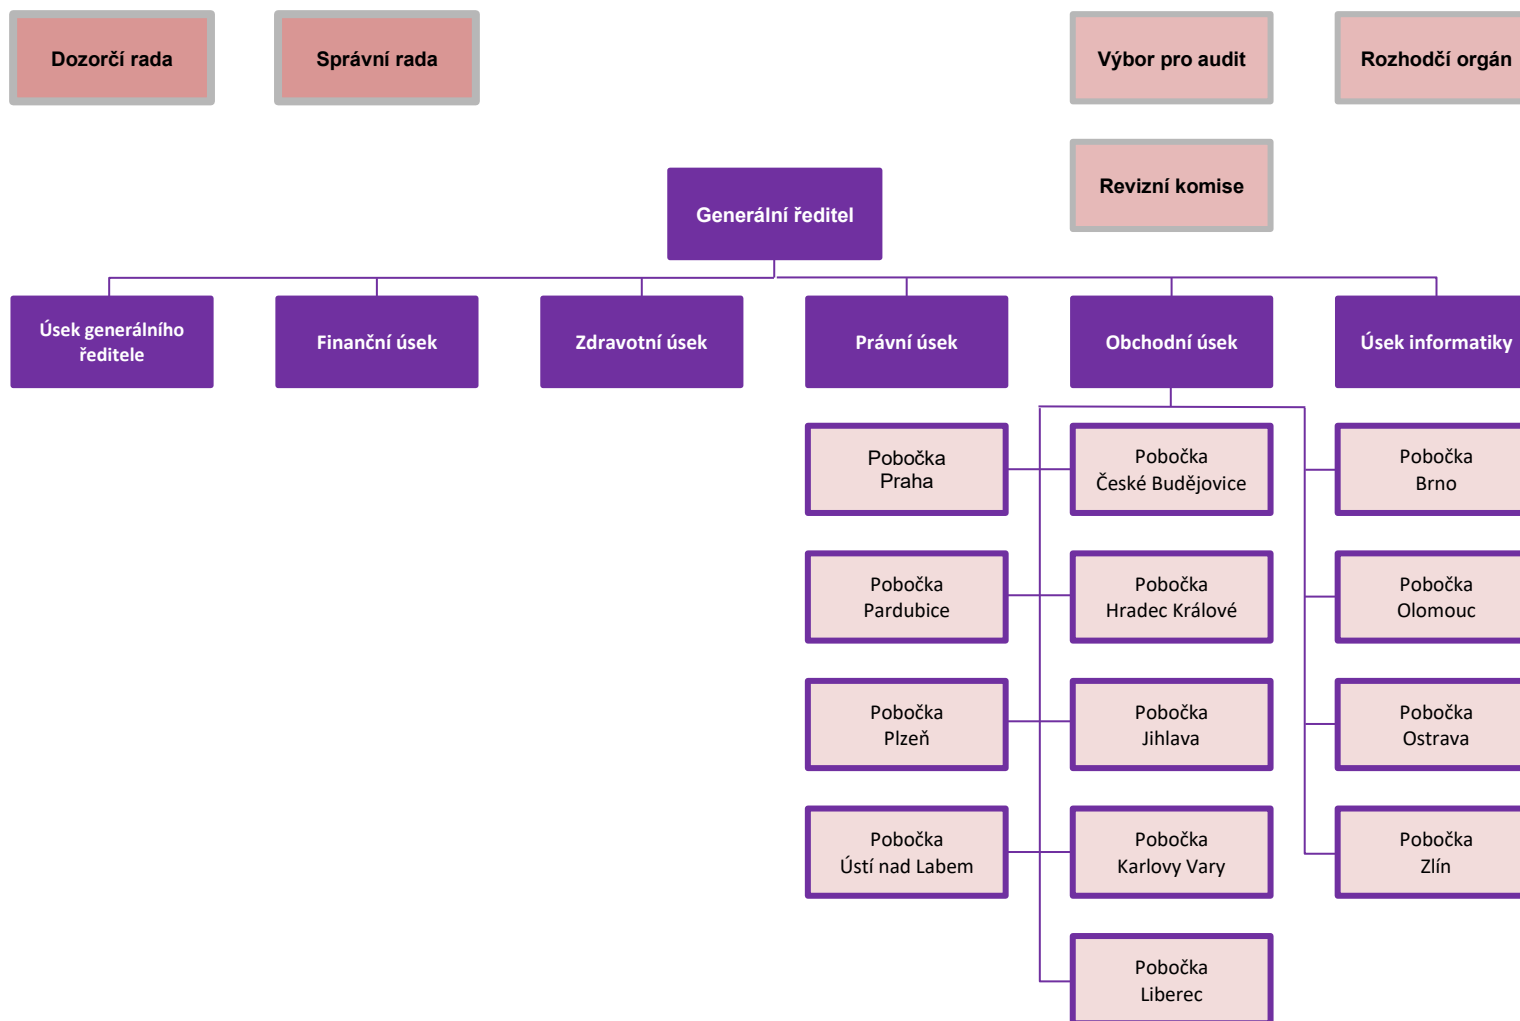 Dozorčí rada
Správní rada
Výbor pro audit
Rozhodčí orgán
Revizní komise
Generální ředitel
Úsek generálního
ředitele
Finanční úsek
Zdravotní úsek
Právní úsek
Obchodní úsek
Úsek informatiky
Pobočka
Praha
Pobočka
České Budějovice
Pobočka
Brno
Pobočka
Pardubice
Pobočka
Hradec Králové
Pobočka
Olomouc
Pobočka
Plzeň
Pobočka
Jihlava
Pobočka
Ostrava
Pobočka
Ústí nad Labem
Pobočka
Karlovy Vary
Pobočka
Zlín
Pobočka
Liberec